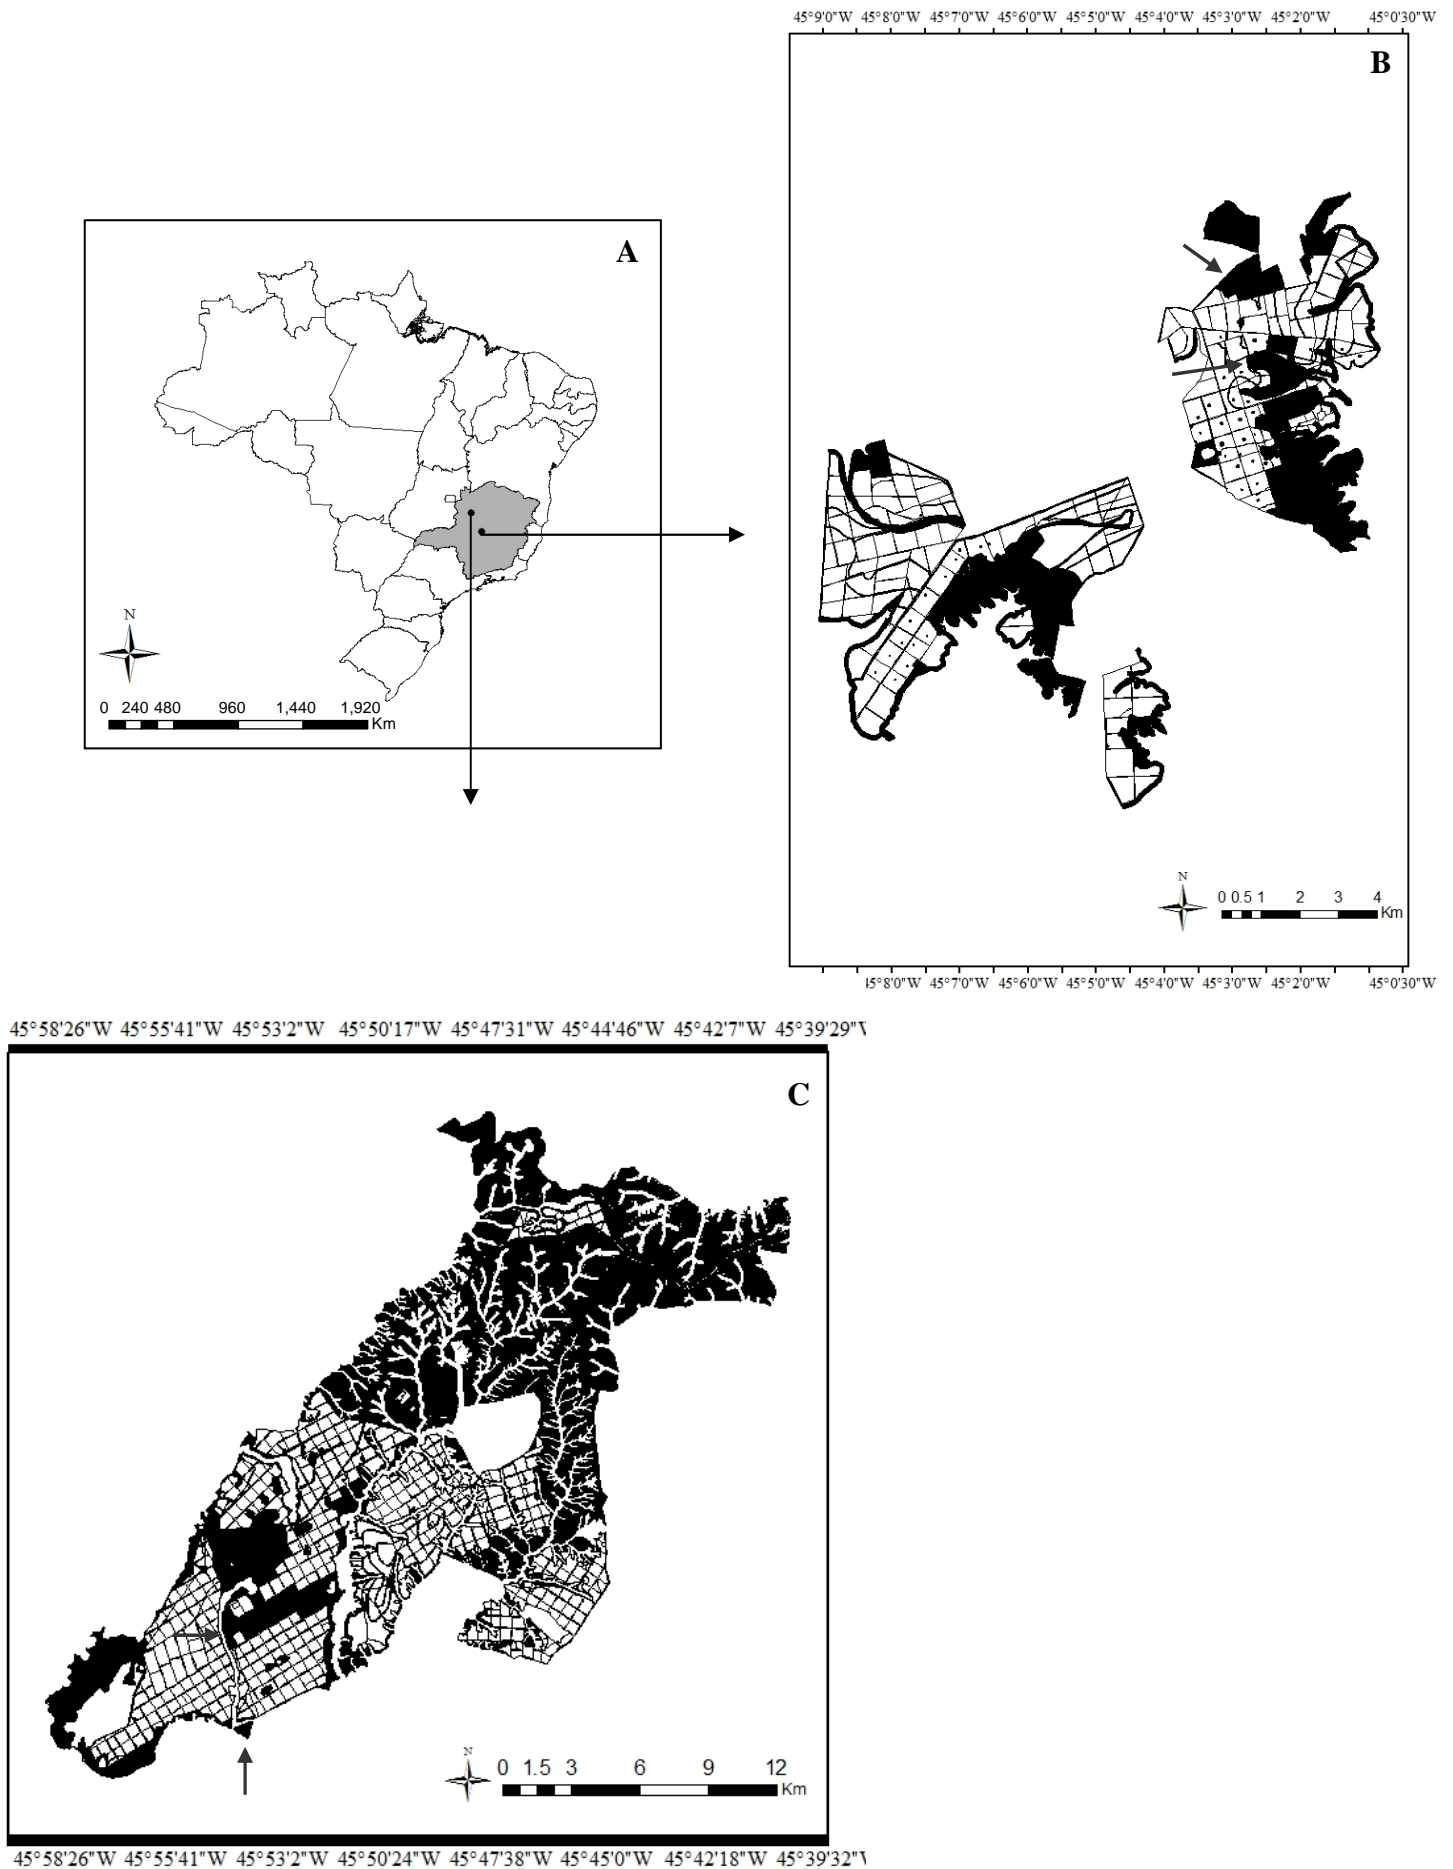 45°9'0"W 45°8'0"W 45°7'0"W 45°6'0"W 45°5'0"W 45°4'0"W 45°3'0"W 45°2'0"W 45°0'30"W
B
A
N
0 240 480 960 1,440 1,920
Km
N
0 0.5 1 2 3 4
Km
45°8'0"W 45°7'0"W 45°6'0"W 45°5'0"W 45°4'0"W 45°3'0"W 45°2'0"W 45°0'30"W
45°58'26"W 45°55'41"W 45°53'2"W 45°50'17"W 45°47'31"W 45°44'46"W 45°42'7"W 45°39'29"
C
N
0 1.5 3 6 9 12
Km
45°58'26"W 45°55'41"W 45°53'2"W 45°50'24"W 45°47'38"W 45°45'0"W 45°42'18"W 45°39'32"